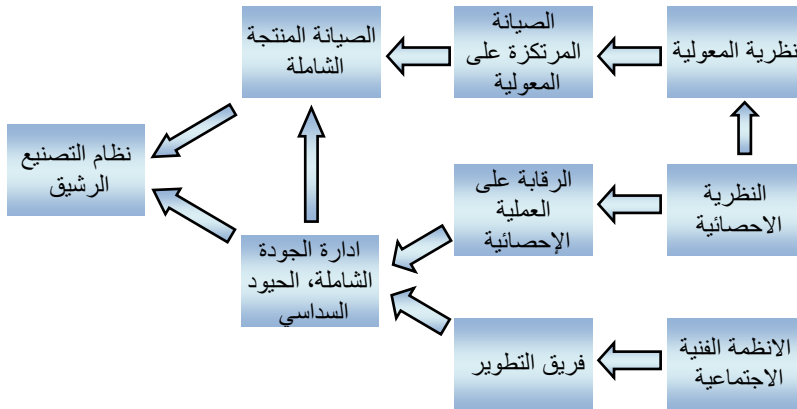 نظرية المعولية
الصيانة
المرتكزة على
المعولية
الصيانة المنتجة
الشاملة
نظام التصنيع
الرشيق
النظرية
الاحصائية
الرقابة على
العملية
الإحصائية
ادارة الجودة
الشاملة، الحيود
السداسي
الانظمة الفنية
الاجتماعية
فريق التطوير